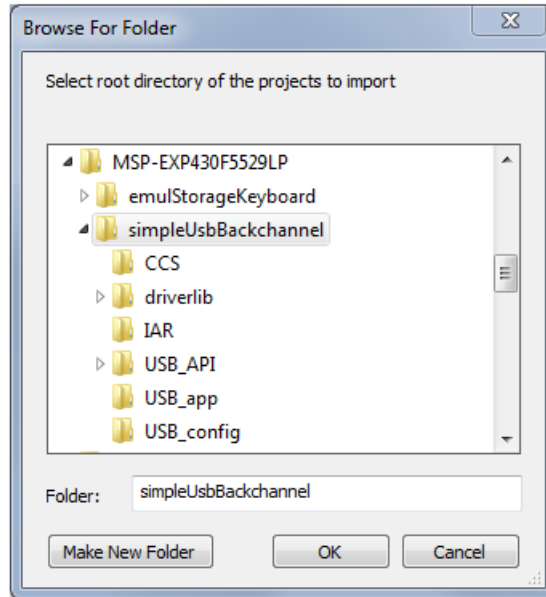 Browse For Folder
Select root directory of the projects to import
MSP-EXP430F5529LP
emulStorageKeyboard
simpleUsbBackchannel
CCS
driverlib
IAR
USB_API
USB_app
USB_config
Folder: simpleUsbBackchannel
Make New Folder OK Cancel